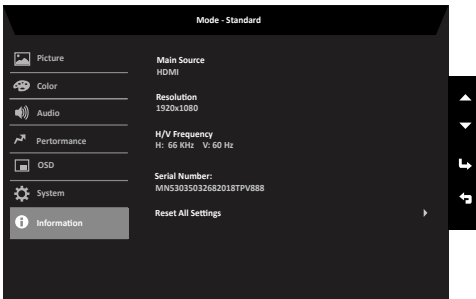 Mode - Standard
Picture
Color
Audio
Pertormance
OSD
System
Information
Main Source
HDMI
Resolution
1920x1080
H/V Frequency
H: 66 KHz V: 60 Hz
Serial Number:
MNS3035032682018TPV888
Reset All Settings